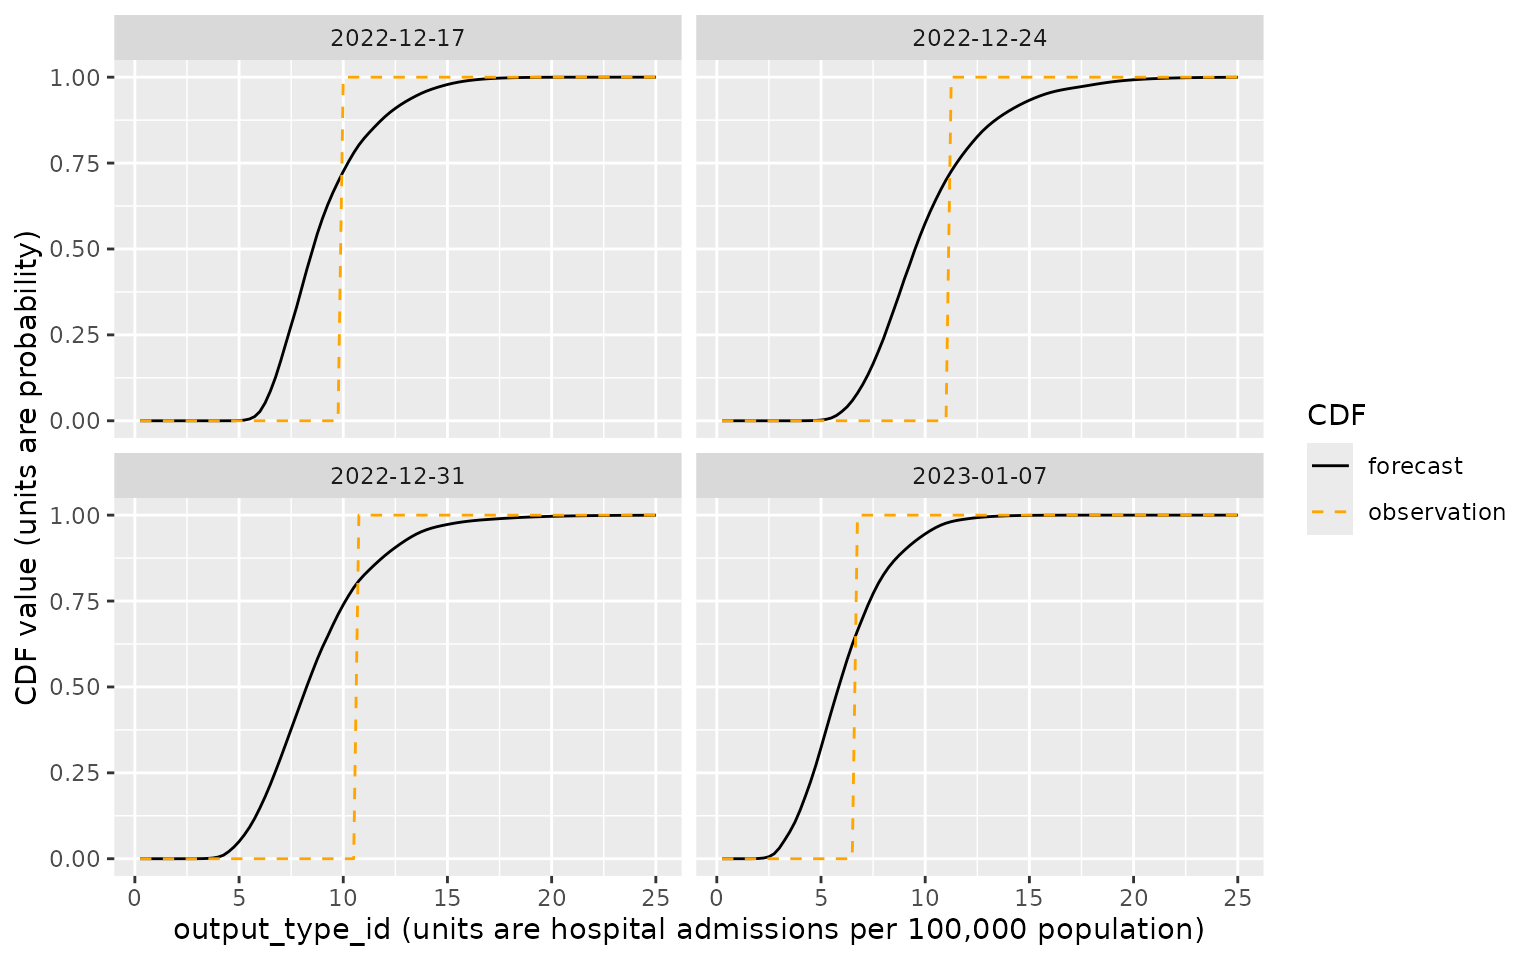 2022-12-17
2022-12-24
1.00
0.75
0.50
0.25
0.00
2022-12-31
2023-01-07
1.00
0.75
0.50
0.25
0.00
0 5 10 15 20 25
0 5 10 15 20 25
output_type_id (units are hospital admissions per 100,000 population)
CDF value (units are probability)
CDF
forecast
observation